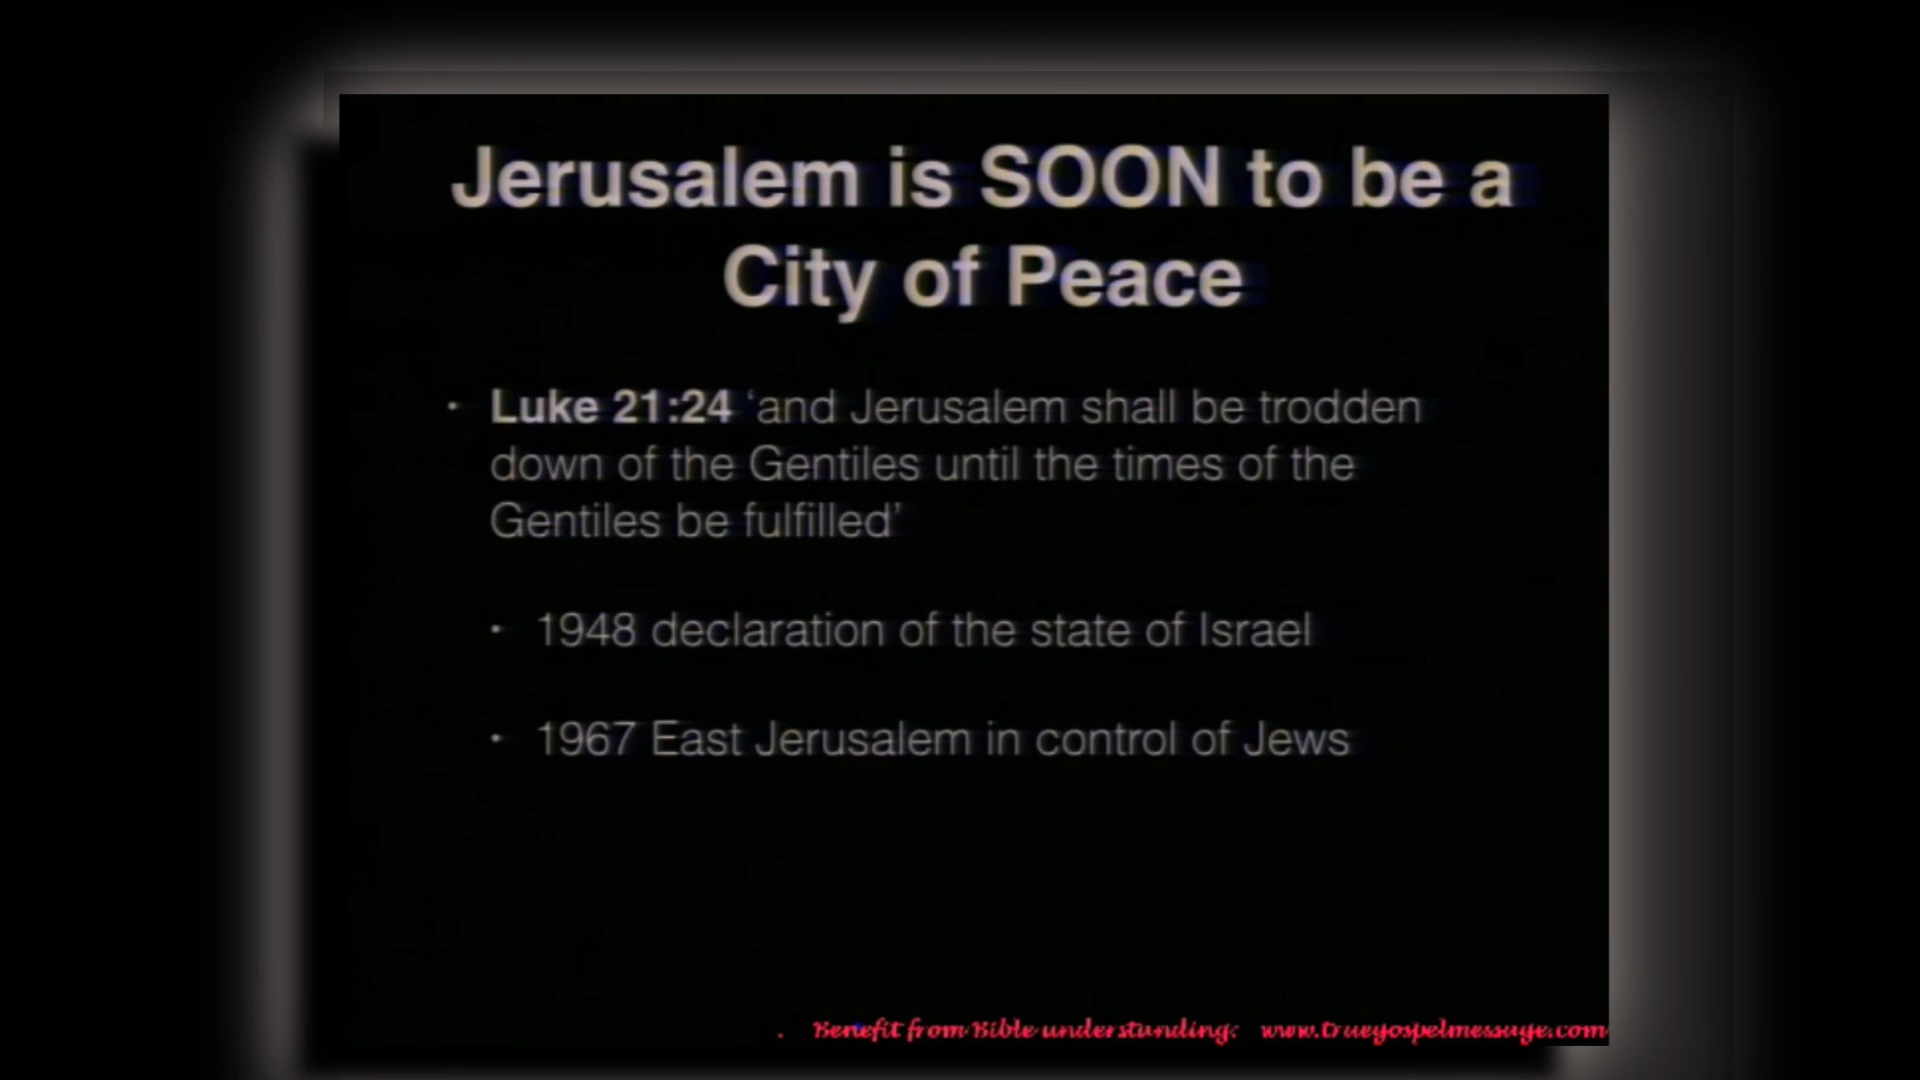 Jerusalem is SOON to be a
City of Peace
• Luke 21:24 ‘and Jerusalem shall be trodden
down of the Gentiles until the times of the
Gentiles be fulfilled’
• 1948 declaration of the state of Israel
• 1967 East Jerusalem in control of Jews
. Benefit from Bible understanding: www.truegospelmessage.com